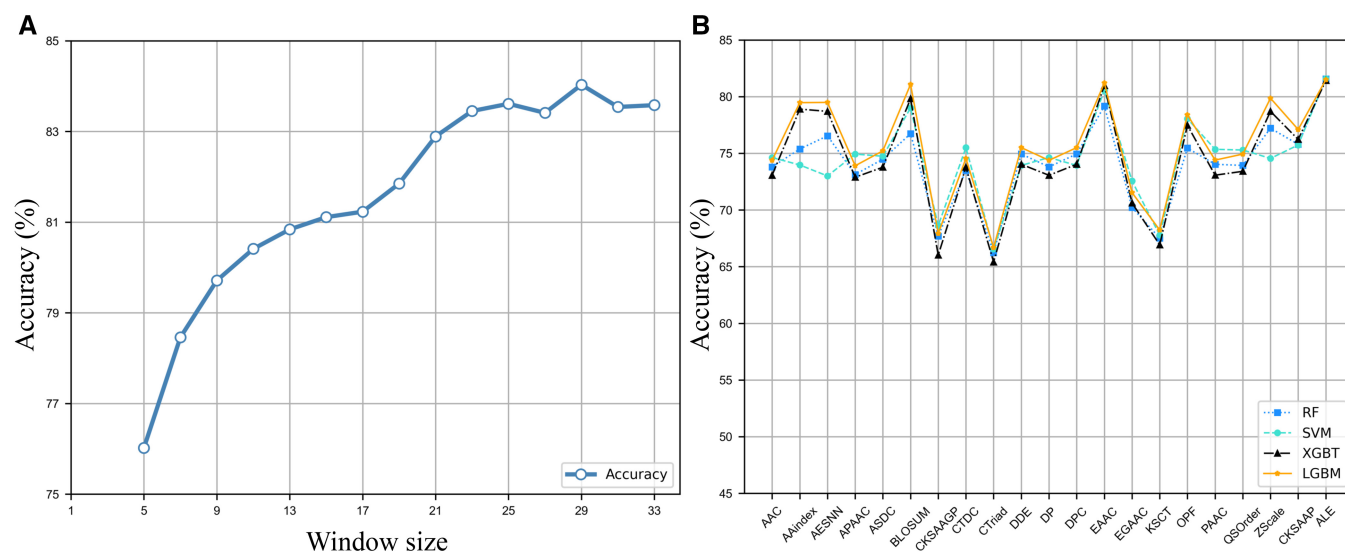 A
85
83
81
79
77
75
Accuracy (%)
1
5
9
13
17
21
25
29
33
Window size
Accuracy
B
85
80
75
70
65
60
55
50
45
Accuracy (%)
AAC
AAindex
AESNN
APAAC
ASDC
BLOSUM
CKSAAGP
CTDC
CTriad
DDE
DP
DPC
EAAC
EGAAC
KSCT
OPF
PAAC
QSOrder
ZScale
CKSAAP
ALE
RF
SVM
XGBT
LGBM